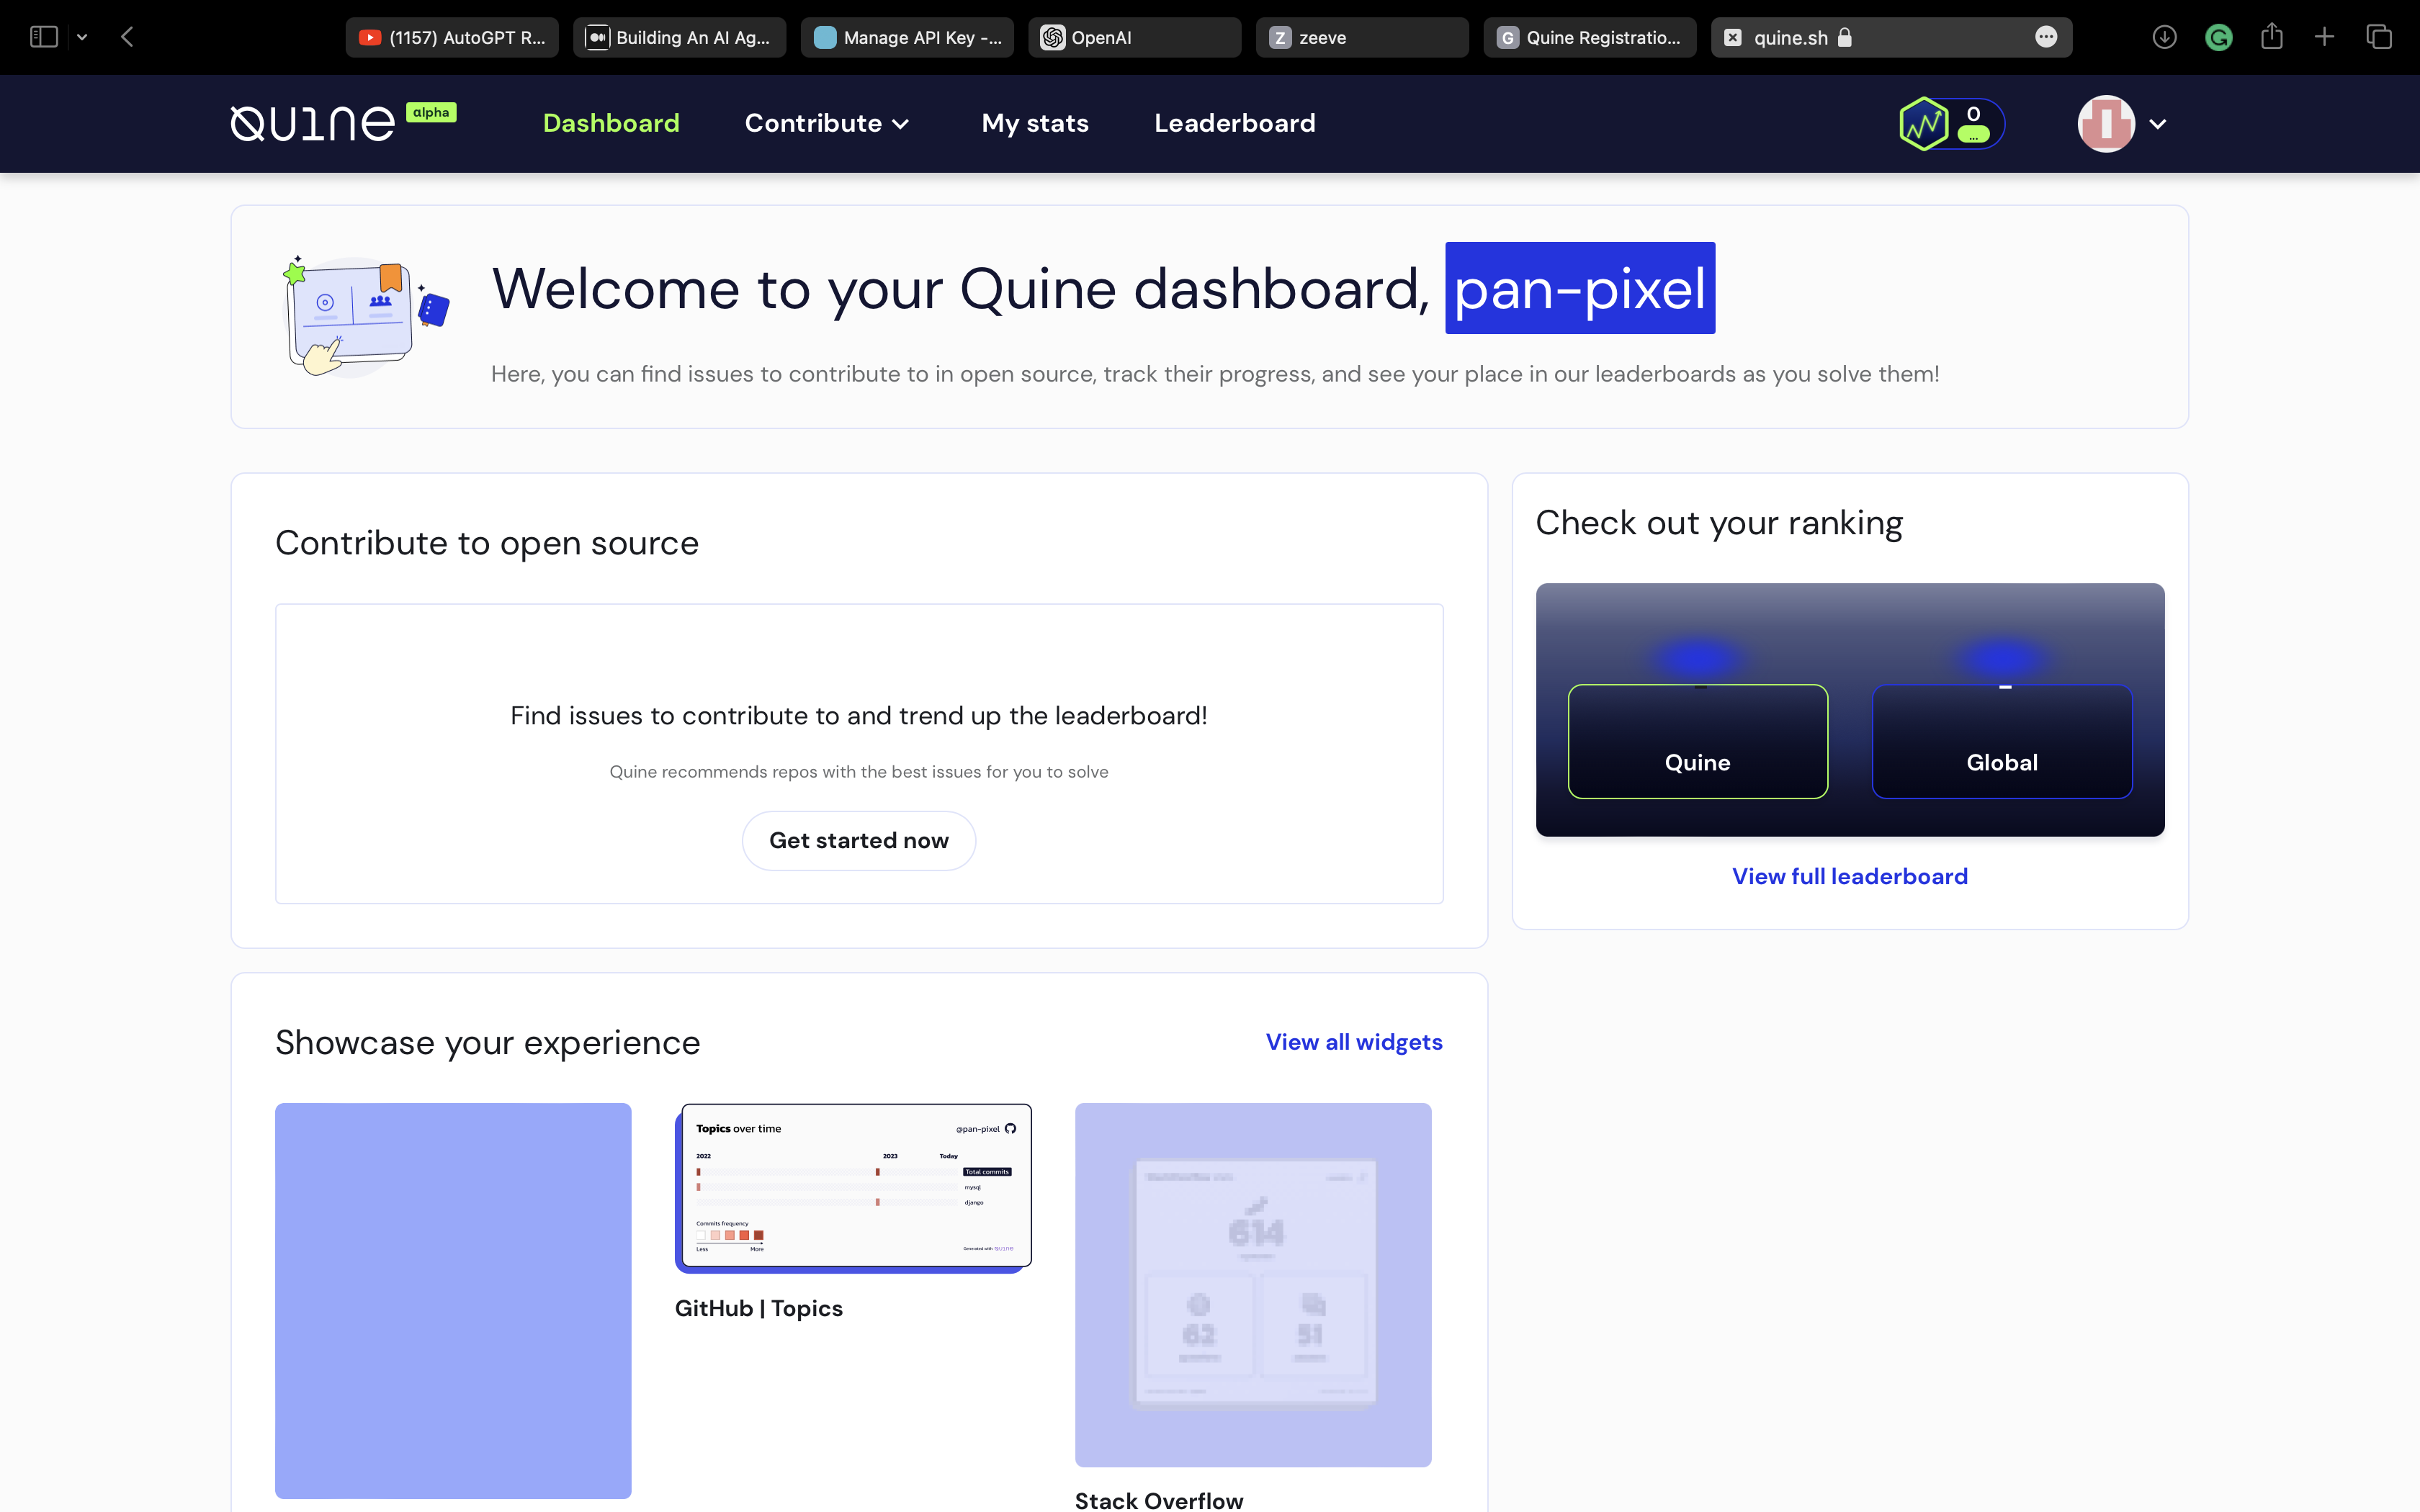 (1157) AutoGPT R...
Building An AI Ag...
Manage API Key -...
OpenAI
Z zeeve
G Quine Registratio...
quine.sh
Quine alpha
Dashboard
Contribute
My stats
Leaderboard
0
...
Welcome to your Quine dashboard, pan-pixel
Here, you can find issues to contribute to in open source, track their progress, and see your place in our leaderboards as you solve them!
Contribute to open source
Find issues to contribute to and trend up the leaderboard!
Quine recommends repos with the best issues for you to solve
Get started now
Check out your ranking
Quine
Global
View full leaderboard
Showcase your experience
View all widgets
Topics over time
@pan-pixel
2022
2023
Today
Total commits
mysql
django
Commits frequency
Less
More
Generated with Quine
GitHub | Topics
614
62
51
Stack Overflow